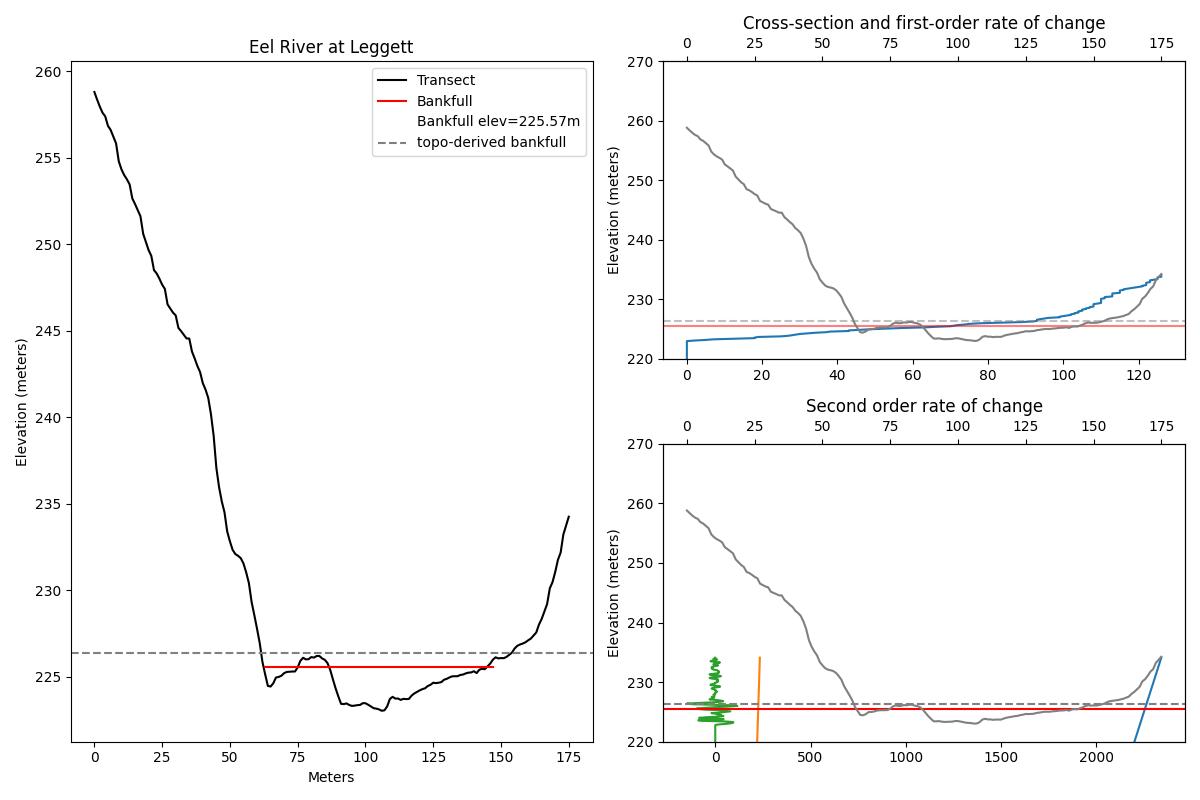 Eel River at Leggett
Elevation (meters)
260
255
250
245
240
235
230
225
0 25 50 75 100 125 150 175
Meters
Transect
Bankfull
Bankfull elev=225.57m
topo-derived bankfull
Cross-section and first-order rate of change
0 25 50 75 100 125 150 175
Elevation (meters)
270
260
250
240
230
220
0 20 40 60 80 100 120
Second order rate of change
0 25 50 75 100 125 150 175
Elevation (meters)
270
260
250
240
230
220
0 500 1000 1500 2000